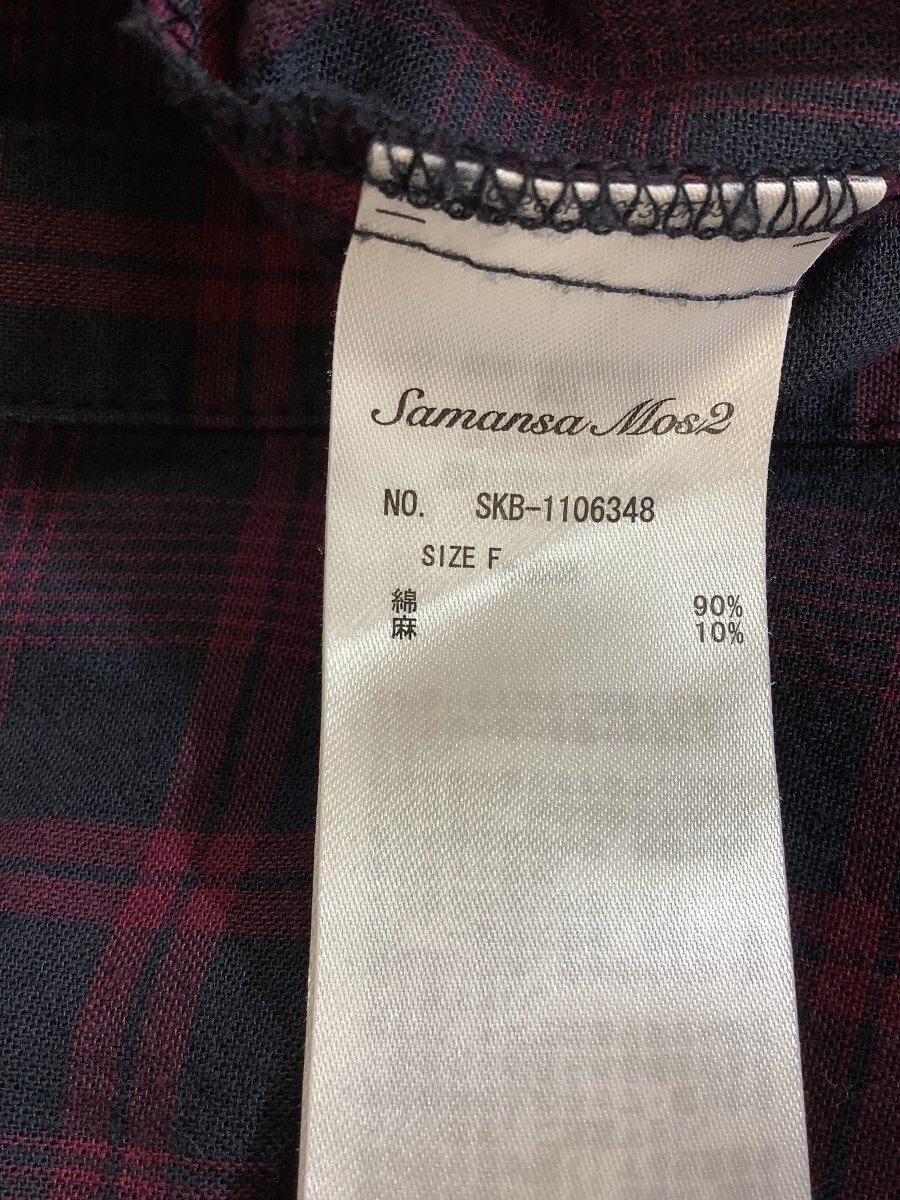 Samansa Mos2
NO. SKB-1106348
SIZE F
綿 90%
麻 10%